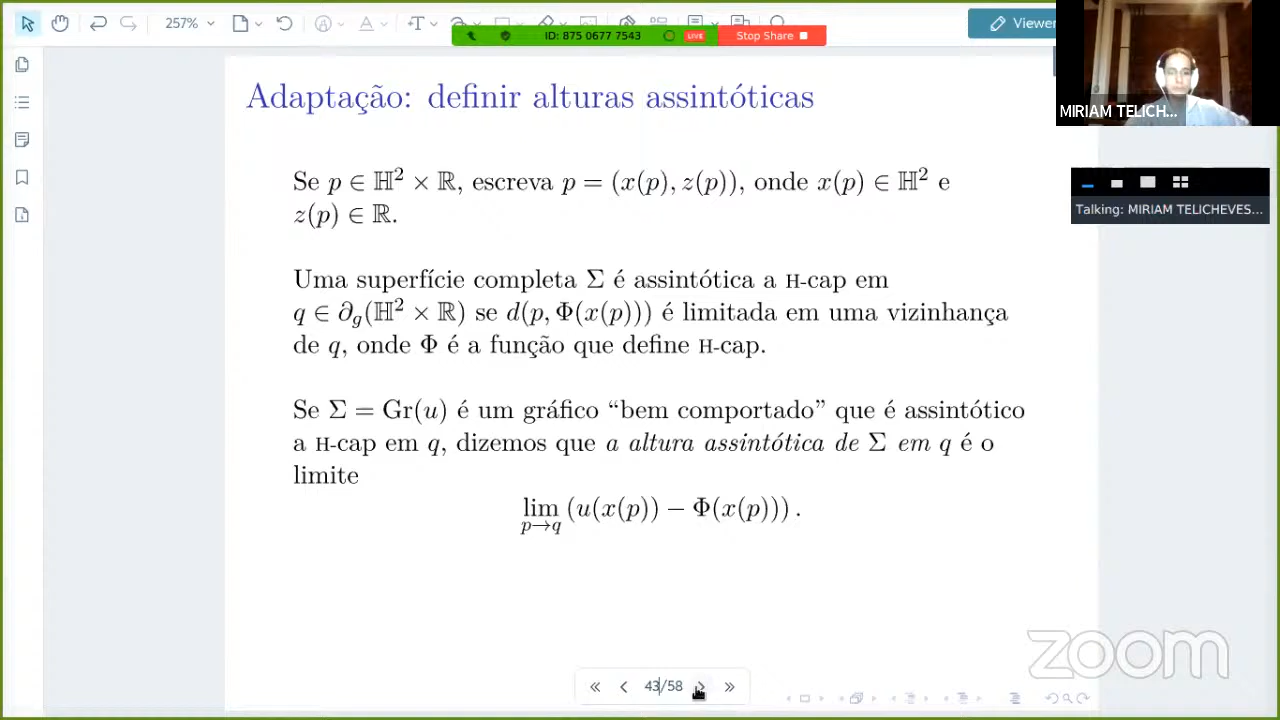 257%
ID: 875 0677 7543
LIVE
Stop Share
Viewer
MIRIAM TELICH...
Talking: MIRIAM TELICHEVES...
Adaptação: definir alturas assintóticas
Se p ∈ ℍ² × ℝ, escreva p = (x(p), z(p)), onde x(p) ∈ ℍ² e
z(p) ∈ ℝ.
Uma superfície completa Σ é assintótica a H-cap em
q ∈ ∂_g(ℍ² × ℝ) se d(p, Φ(x(p))) é limitada em uma vizinhança
de q, onde Φ é a função que define H-cap.
Se Σ = Gr(u) é um gráfico “bem comportado” que é assintótico
a H-cap em q, dizemos que a altura assintótica de Σ em q é o
limite
lim_{p→q} (u(x(p)) − Φ(x(p))) .
zoom
43/58